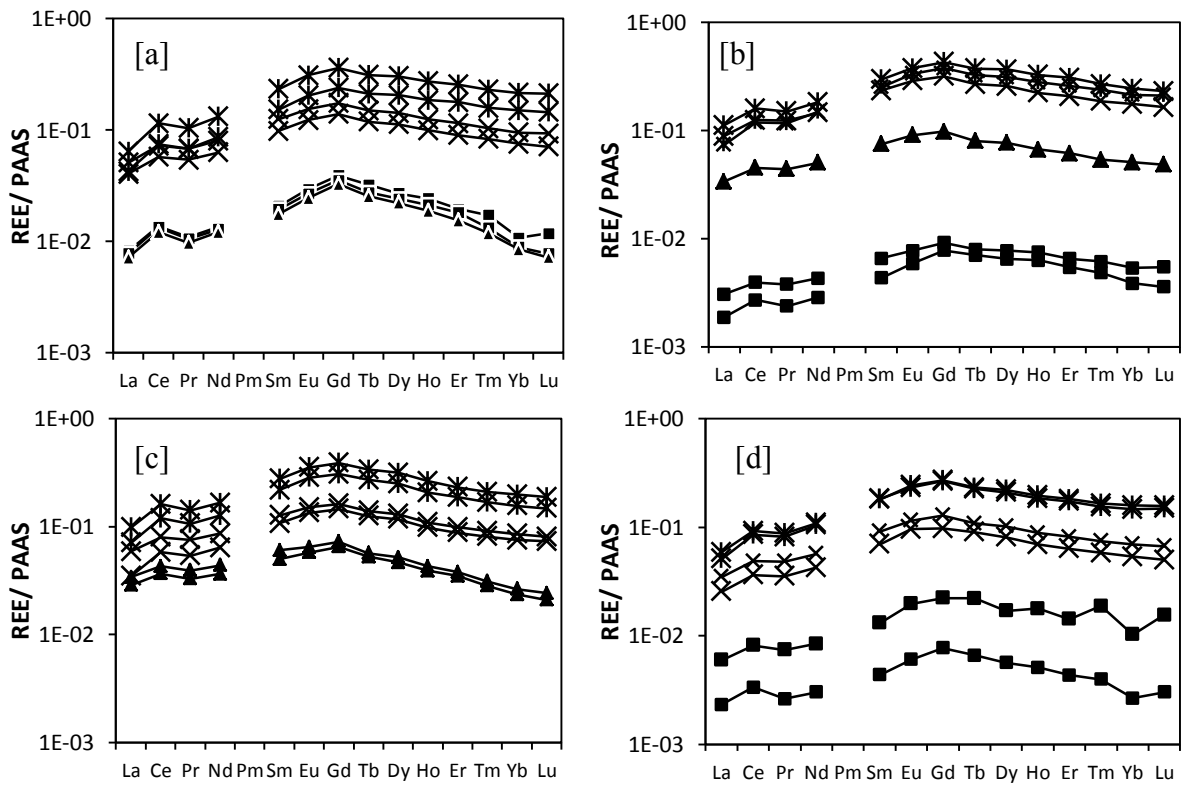 [a]
REE/ PAAS
1E+00
1E-01
1E-02
1E-03
La Ce Pr Nd Pm Sm Eu Gd Tb Dy Ho Er Tm Yb Lu
[b]
REE/ PAAS
1E+00
1E-01
1E-02
1E-03
La Ce Pr Nd Pm Sm Eu Gd Tb Dy Ho Er Tm Yb Lu
[c]
REE/ PAAS
1E+00
1E-01
1E-02
1E-03
La Ce Pr Nd Pm Sm Eu Gd Tb Dy Ho Er Tm Yb Lu
[d]
REE/ PAAS
1E+00
1E-01
1E-02
1E-03
La Ce Pr Nd Pm Sm Eu Gd Tb Dy Ho Er Tm Yb Lu